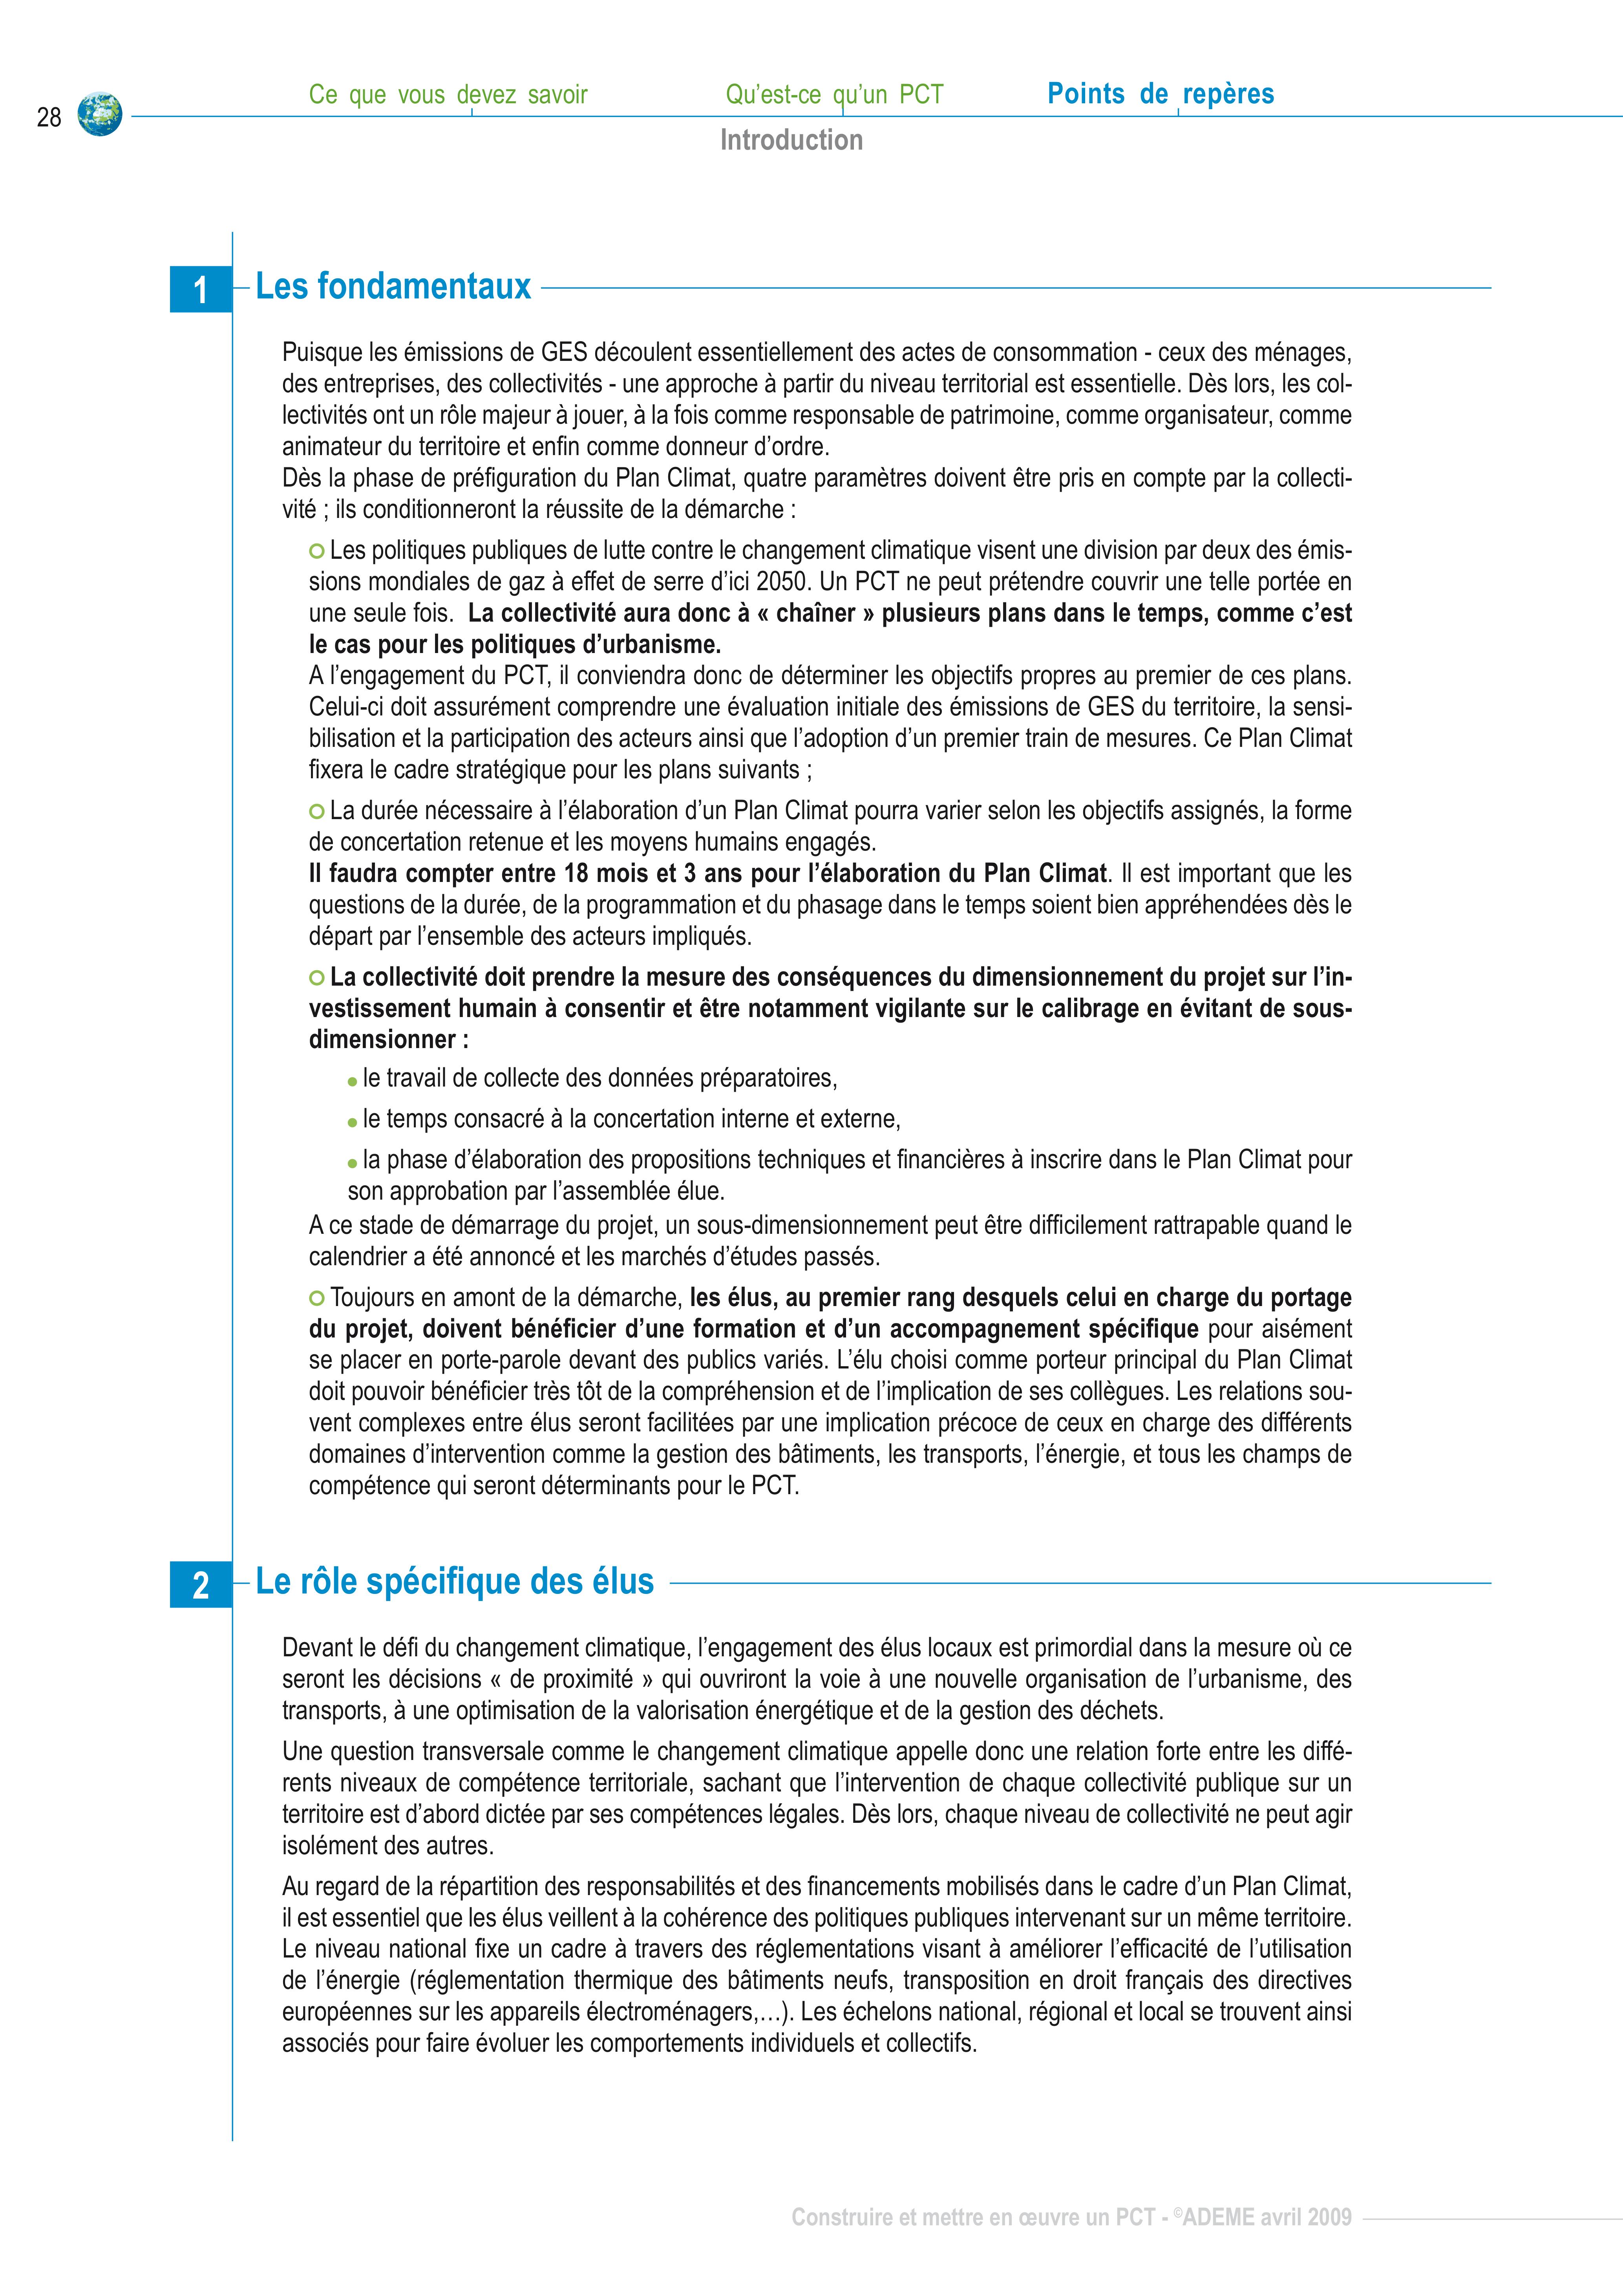 28
Ce que vous devez savoir
Qu’est-ce qu’un PCT
Points de repères
Introduction
1
Les fondamentaux
Puisque les émissions de GES découlent essentiellement des actes de consommation - ceux des ménages,
des entreprises, des collectivités - une approche à partir du niveau territorial est essentielle. Dès lors, les col-
lectivités ont un rôle majeur à jouer, à la fois comme responsable de patrimoine, comme organisateur, comme
animateur du territoire et enfin comme donneur d’ordre.
Dès la phase de préfiguration du Plan Climat, quatre paramètres doivent être pris en compte par la collecti-
vité ; ils conditionneront la réussite de la démarche :
Les politiques publiques de lutte contre le changement climatique visent une division par deux des émis-
sions mondiales de gaz à effet de serre d’ici 2050. Un PCT ne peut prétendre couvrir une telle portée en
une seule fois. La collectivité aura donc à « chaîner » plusieurs plans dans le temps, comme c’est
le cas pour les politiques d’urbanisme.
A l’engagement du PCT, il conviendra donc de déterminer les objectifs propres au premier de ces plans.
Celui-ci doit assurément comprendre une évaluation initiale des émissions de GES du territoire, la sensi-
bilisation et la participation des acteurs ainsi que l’adoption d’un premier train de mesures. Ce Plan Climat
fixera le cadre stratégique pour les plans suivants ;
La durée nécessaire à l’élaboration d’un Plan Climat pourra varier selon les objectifs assignés, la forme
de concertation retenue et les moyens humains engagés.
Il faudra compter entre 18 mois et 3 ans pour l’élaboration du Plan Climat. Il est important que les
questions de la durée, de la programmation et du phasage dans le temps soient bien appréhendées dès le
départ par l’ensemble des acteurs impliqués.
La collectivité doit prendre la mesure des conséquences du dimensionnement du projet sur l’in-
vestissement humain à consentir et être notamment vigilante sur le calibrage en évitant de sous-
dimensionner :
le travail de collecte des données préparatoires,
le temps consacré à la concertation interne et externe,
la phase d’élaboration des propositions techniques et financières à inscrire dans le Plan Climat pour
son approbation par l’assemblée élue.
A ce stade de démarrage du projet, un sous-dimensionnement peut être difficilement rattrapable quand le
calendrier a été annoncé et les marchés d’études passés.
Toujours en amont de la démarche, les élus, au premier rang desquels celui en charge du portage
du projet, doivent bénéficier d’une formation et d’un accompagnement spécifique pour aisément
se placer en porte-parole devant des publics variés. L’élu choisi comme porteur principal du Plan Climat
doit pouvoir bénéficier très tôt de la compréhension et de l’implication de ses collègues. Les relations sou-
vent complexes entre élus seront facilitées par une implication précoce de ceux en charge des différents
domaines d’intervention comme la gestion des bâtiments, les transports, l’énergie, et tous les champs de
compétence qui seront déterminants pour le PCT.
2
Le rôle spécifique des élus
Devant le défi du changement climatique, l’engagement des élus locaux est primordial dans la mesure où ce
seront les décisions « de proximité » qui ouvriront la voie à une nouvelle organisation de l’urbanisme, des
transports, à une optimisation de la valorisation énergétique et de la gestion des déchets.
Une question transversale comme le changement climatique appelle donc une relation forte entre les diffé-
rents niveaux de compétence territoriale, sachant que l’intervention de chaque collectivité publique sur un
territoire est d’abord dictée par ses compétences légales. Dès lors, chaque niveau de collectivité ne peut agir
isolément des autres.
Au regard de la répartition des responsabilités et des financements mobilisés dans le cadre d’un Plan Climat,
il est essentiel que les élus veillent à la cohérence des politiques publiques intervenant sur un même territoire.
Le niveau national fixe un cadre à travers des réglementations visant à améliorer l’efficacité de l’utilisation
de l’énergie (réglementation thermique des bâtiments neufs, transposition en droit français des directives
européennes sur les appareils électroménagers,…). Les échelons national, régional et local se trouvent ainsi
associés pour faire évoluer les comportements individuels et collectifs.
Construire et mettre en œuvre un PCT - ©ADEME avril 2009